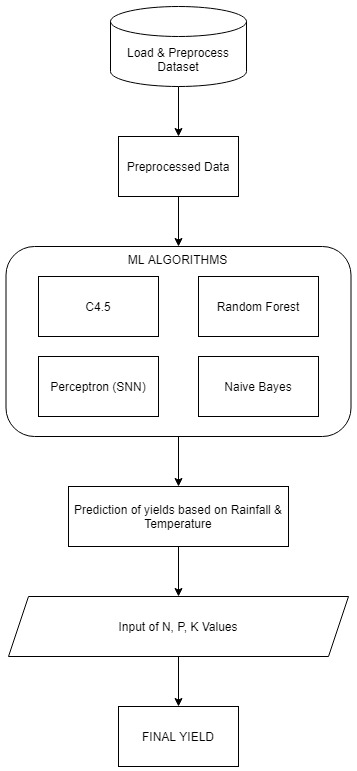 Load & Preprocess
Dataset
Preprocessed Data
ML ALGORITHMS
C4.5
Random Forest
Perceptron (SNN)
Naive Bayes
Prediction of yields based on Rainfall &
Temperature
Input of N, P, K Values
FINAL YIELD